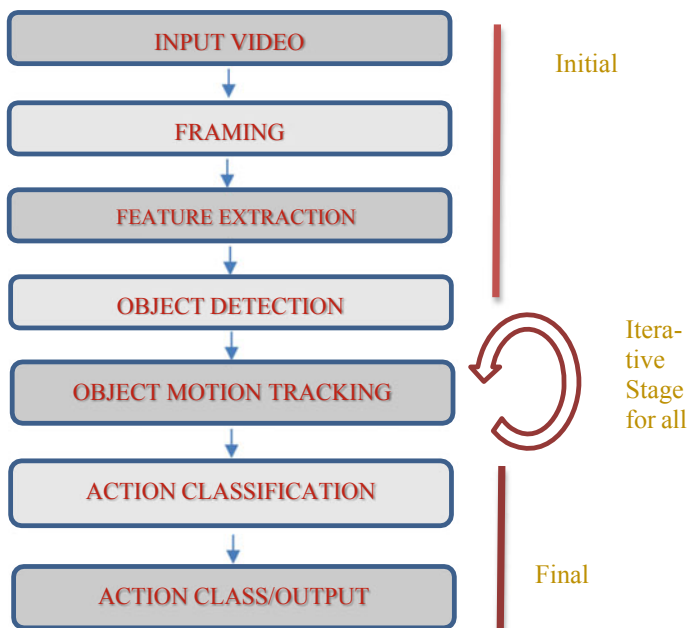 INPUT VIDEO
Initial
FRAMING
FEATURE EXTRACTION
OBJECT DETECTION
Itera-
tive
Stage
for all
OBJECT MOTION TRACKING
ACTION CLASSIFICATION
Final
ACTION CLASS/OUTPUT